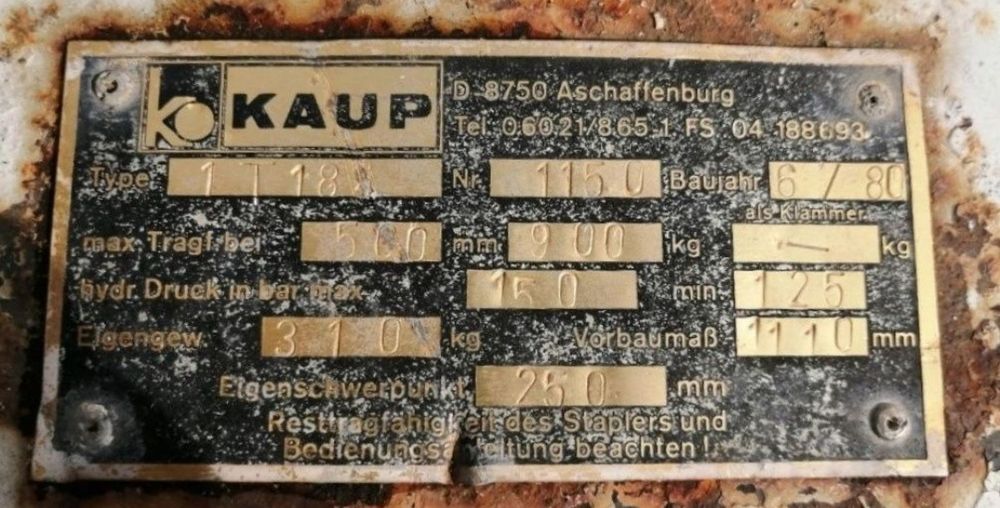 KAUP
D-8750 Aschaffenburg
Tel. 06021/865-1 FS 04 188693
Type Nr. 1150 Baujahr 6 / 80
als Klammer
max. Tragf. bei 500 mm 900 kg — kg
hydr. Druck in bar max. 150 min. 125
Eigengew. 310 kg Vorbaumaß 1110 mm
Eigenschwerpunkt 250 mm
Resttragfähigkeit des Staplers und
Bedienungsanleitung beachten!